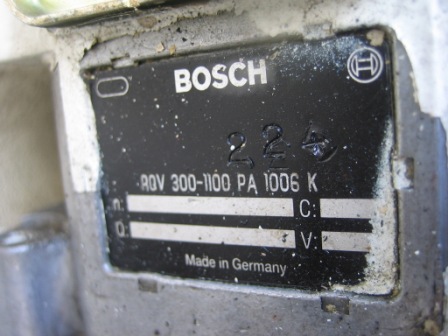 BOSCH
224
RQV 300-1100 PA 1006 K
n: C:
Q: V:
Made in Germany